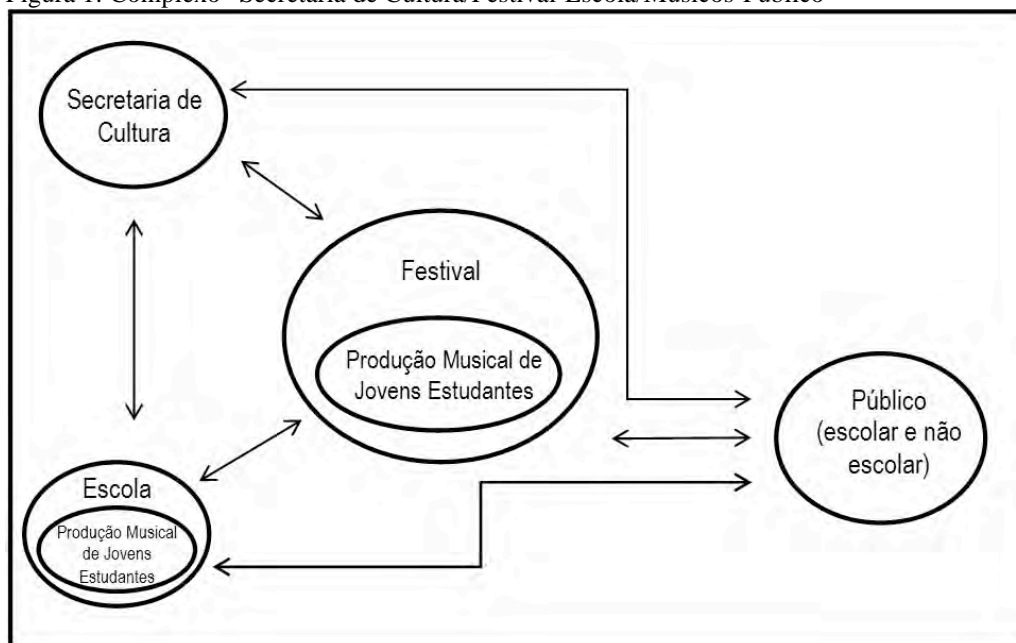 Figura 1: Complexo "Secretaria de Cultura/Festival-Escola/Músicos-Público"
Secretaria de
Cultura
Festival
Produção Musical de
Jovens Estudantes
Público
(escolar e não
escolar)
Escola
Produção Musical
de Jovens
Estudantes